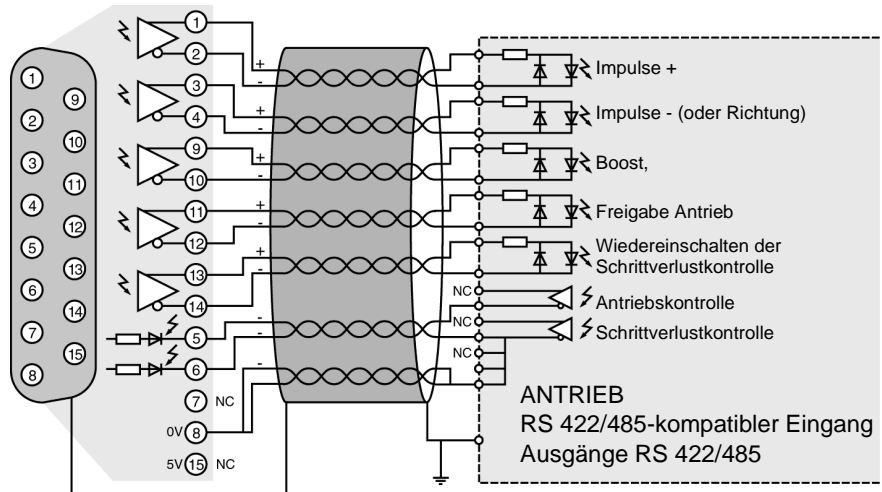 1
2
3
4
5
6
7
8
9
10
11
12
13
14
15
1
2
3
4
9
10
11
12
13
14
5
6
7 NC
0V 8
5V 15 NC
+
-
+
-
+
-
+
-
+
-
-
-
-
Impulse +
Impulse - (oder Richtung)
Boost,
Freigabe Antrieb
Wiedereinschalten der
Schrittverlustkontrolle
NC
Antriebskontrolle
NC
Schrittverlustkontrolle
NC
ANTRIEB
RS 422/485-kompatibler Eingang
Ausgänge RS 422/485